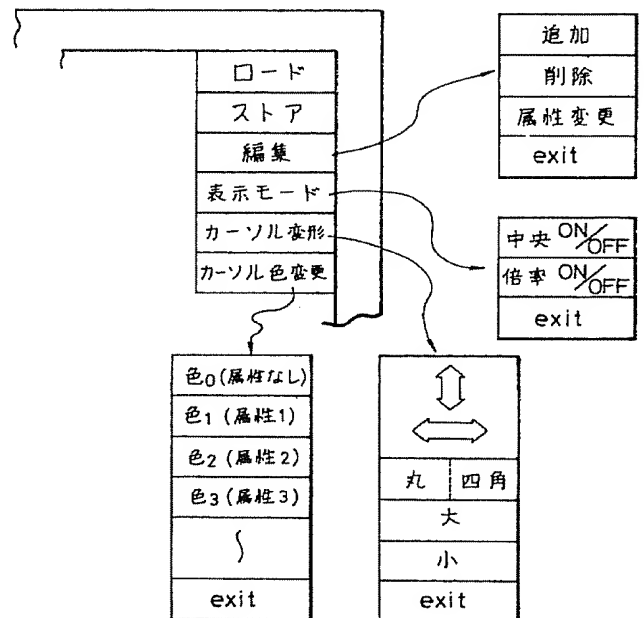 ロード
ストア
編集
表示モード
カーソル変形
カーソル色変更
追加
削除
属性変更
exit
中央 ON/OFF
倍率 ON/OFF
exit
色0(属性なし)
色1(属性1)
色2(属性2)
色3(属性3)
exit
丸 四角
大
小
exit